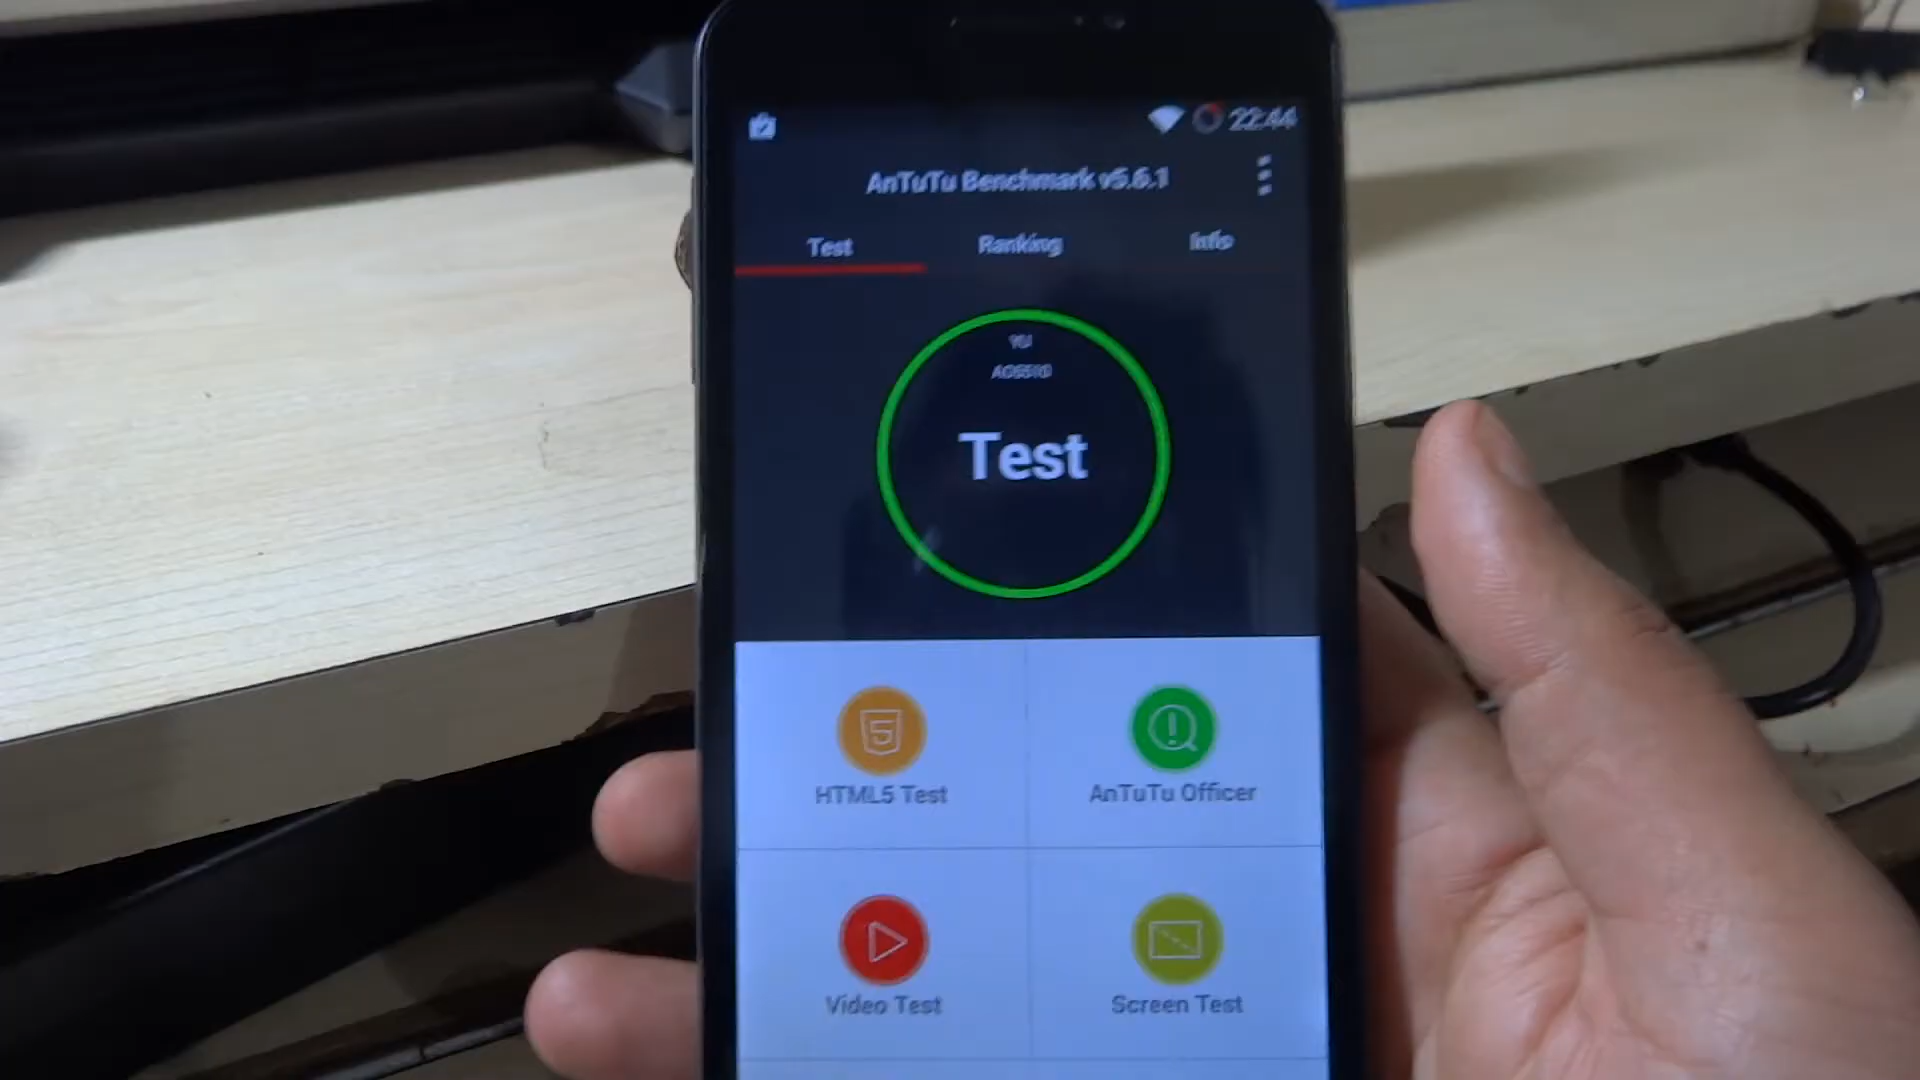 22:44
AnTuTu Benchmark v5.6.1
Test
Ranking
Info
YU
AO5510
Test
HTML5 Test
AnTuTu Officer
Video Test
Screen Test